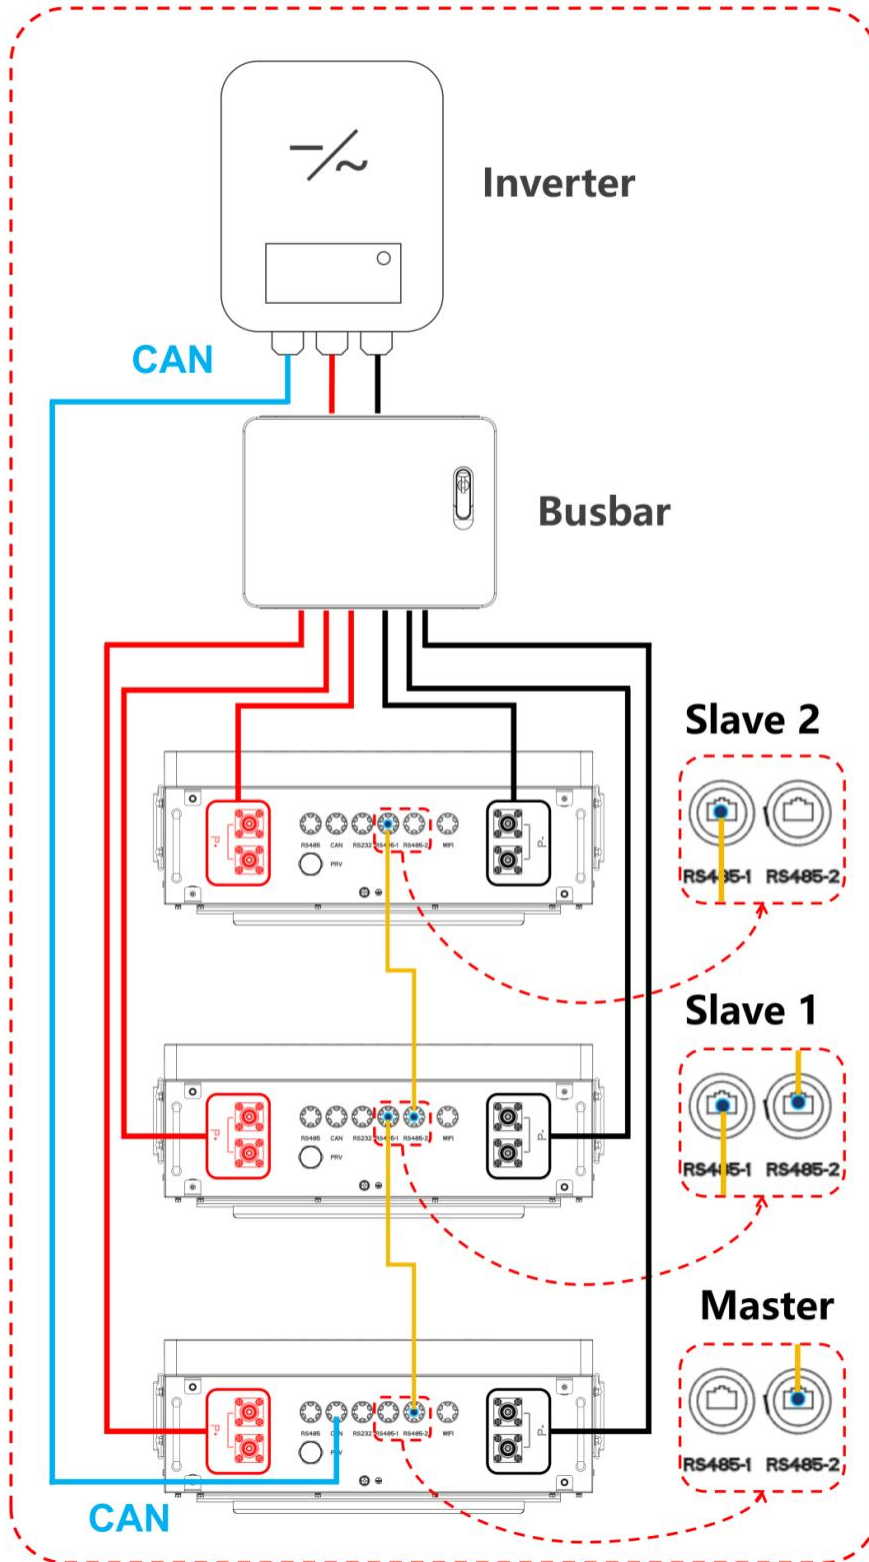 Inverter
CAN
Busbar
Slave 2
P+
RS485 CAN RS232 RS485-1 RS485-2 WIFI
PRV
P-
RS485-1 RS485-2
Slave 1
P+
RS485 CAN RS232 RS485-1 RS485-2 WIFI
PRV
P-
RS485-1 RS485-2
Master
P+
RS485 CAN RS232 RS485-1 RS485-2 WIFI
PRV
P-
RS485-1 RS485-2
CAN